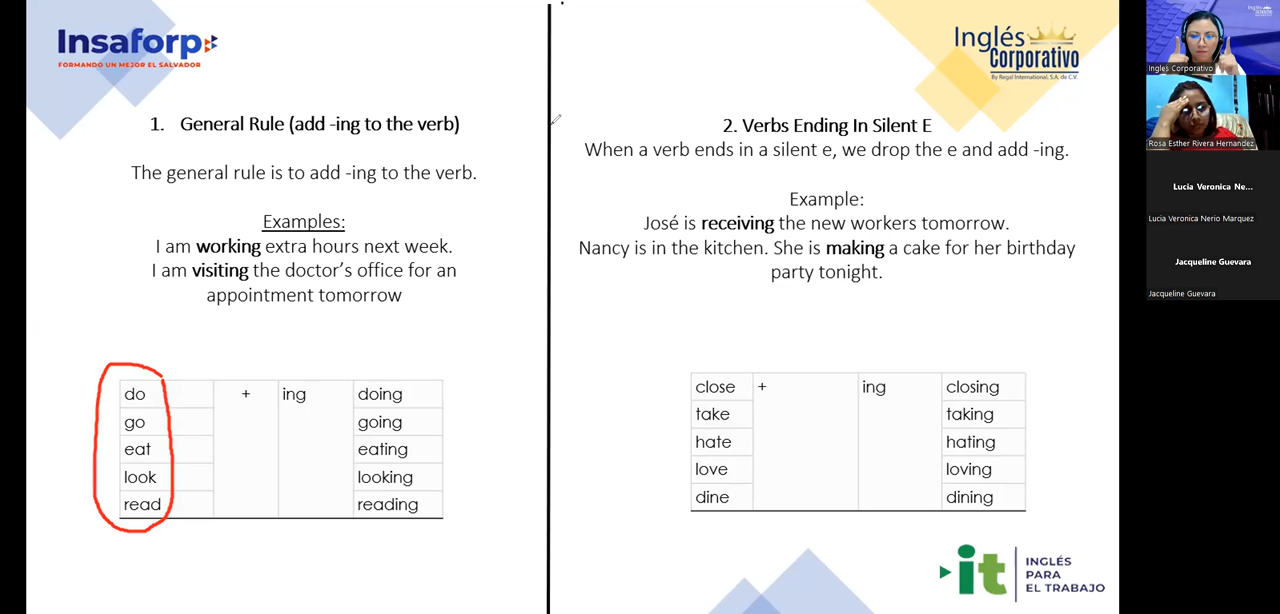 Insaforp
FORMANDO UN MEJOR EL SALVADOR
1. General Rule (add -ing to the verb)
The general rule is to add -ing to the verb.
Examples:
I am working extra hours next week.
I am visiting the doctor's office for an
appointment tomorrow
do + ing doing
go going
eat eating
look looking
read reading
Inglés
Corporativo
By Regal International, S.A. de C.V.
2. Verbs Ending In Silent E
When a verb ends in a silent e, we drop the e and add -ing.
Example:
José is receiving the new workers tomorrow.
Nancy is in the kitchen. She is making a cake for her birthday
party tonight.
close + ing closing
take taking
hate hating
love loving
dine dining
it
INGLÉS
PARA
EL TRABAJO
Ingles Corporativo
Rosa Esther Rivera Hernandez
Lucia Veronica Ne...
Lucia Veronica Nerio Marquez
Jacqueline Guevara
Jacqueline Guevara